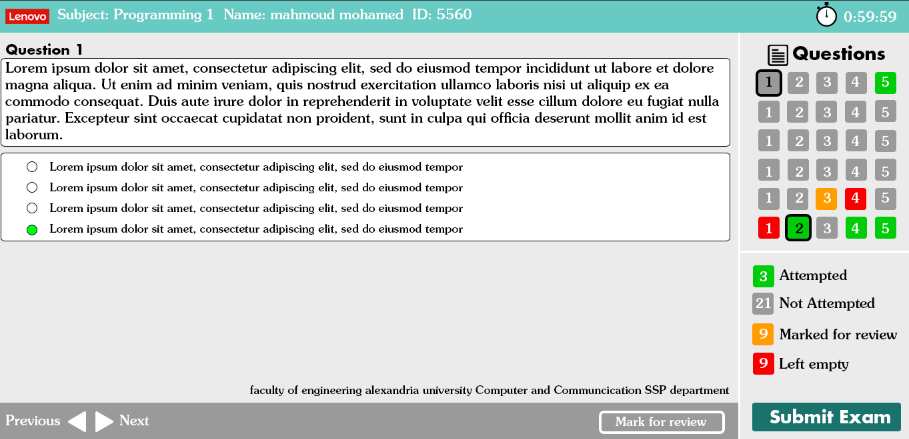 Lenovo Subject: Programming 1 Name: mahmoud mohamed ID: 5560 0:59:59
Question 1
Lorem ipsum dolor sit amet, consectetur adipiscing elit, sed do eiusmod tempor incididunt ut labore et dolore
magna aliqua. Ut enim ad minim veniam, quis nostrud exercitation ullamco laboris nisi ut aliquip ex ea
commodo consequat. Duis aute irure dolor in reprehenderit in voluptate velit esse cillum dolore eu fugiat nulla
pariatur. Excepteur sint occaecat cupidatat non proident, sunt in culpa qui officia deserunt mollit anim id est
laborum.
Lorem ipsum dolor sit amet, consectetur adipiscing elit, sed do eiusmod tempor
Lorem ipsum dolor sit amet, consectetur adipiscing elit, sed do eiusmod tempor
Lorem ipsum dolor sit amet, consectetur adipiscing elit, sed do eiusmod tempor
Lorem ipsum dolor sit amet, consectetur adipiscing elit, sed do eiusmod tempor
faculty of engineering alexandria university Computer and Communcication SSP department
Previous Next Mark for review
Questions
1 2 3 4 5
1 2 3 4 5
1 2 3 4 5
1 2 3 4 5
1 2 3 4 5
1 2 3 4 5
3 Attempted
21 Not Attempted
9 Marked for review
9 Left empty
Submit Exam